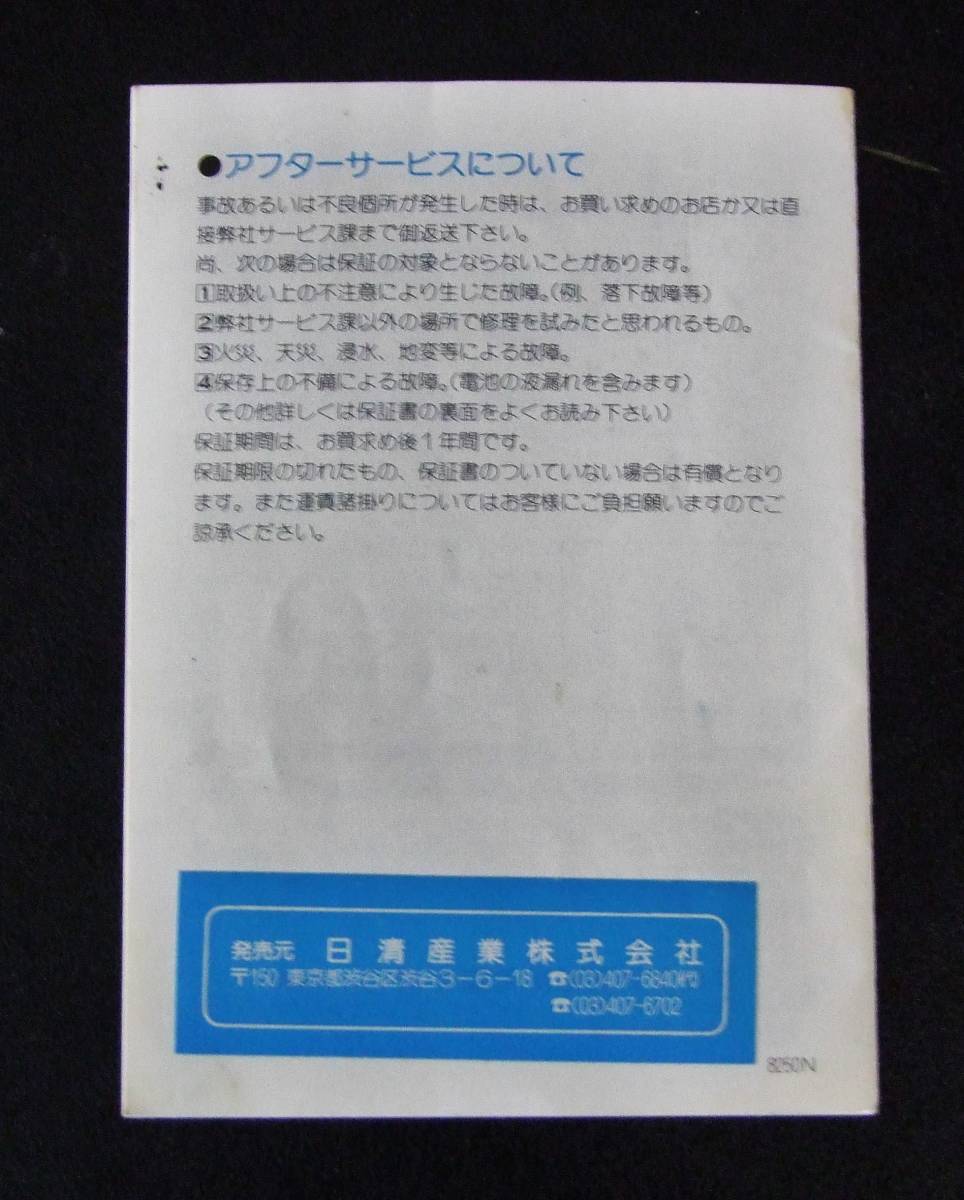 ●アフターサービスについて
事故あるいは不良個所が発生した時は、お買い求めのお店か又は直
接弊社サービス課まで御返送下さい。
尚、次の場合は保証の対象とならないことがあります。
1取扱い上の不注意により生じた故障。(例、落下故障等)
2弊社サービス課以外の場所で修理を試みたと思われるもの。
3火災、天災、浸水、地変等による故障。
4保存上の不備による故障。(電池の液漏れを含みます)
(その他詳しくは保証書の裏面をよくお読み下さい)
保証期間は、お買求め後1年間です。
保証期限の切れたもの、保証書のついていない場合は有償となり
ます。また運賃諸掛りについてはお客様にご負担願いますのでご
諒承ください。
発売元 日清産業株式会社
〒150 東京都渋谷区渋谷3-6-18 ☎(03)407-6840㈹
☎(03)407-6702
8250N